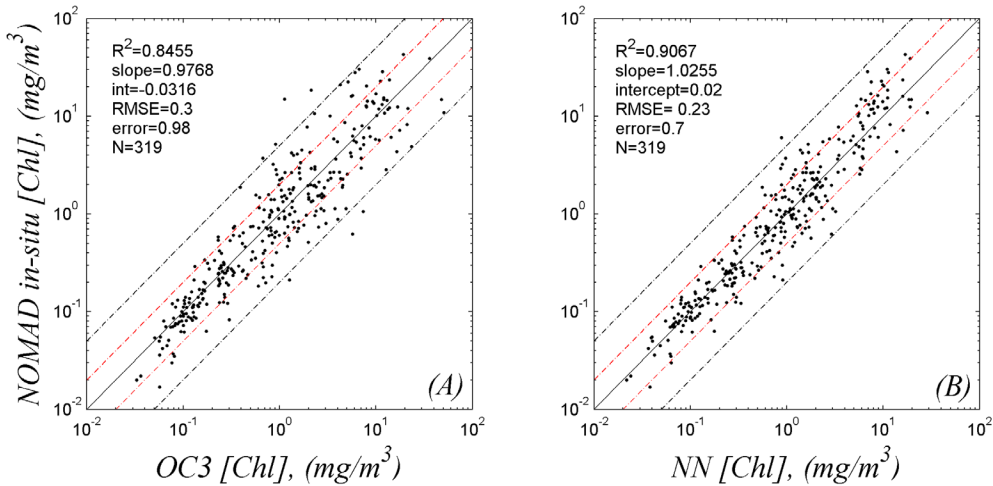 NOMAD in-situ [Chl], (mg/m³)
10²
10¹
10⁰
10⁻¹
10⁻²
R²=0.8455
slope=0.9768
int=-0.0316
RMSE=0.3
error=0.98
N=319
(A)
10⁻² 10⁻¹ 10⁰ 10¹ 10²
OC3 [Chl], (mg/m³)
10²
10¹
10⁰
10⁻¹
10⁻²
R²=0.9067
slope=1.0255
intercept=0.02
RMSE= 0.23
error=0.7
N=319
(B)
10⁻² 10⁻¹ 10⁰ 10¹ 10²
NN [Chl], (mg/m³)